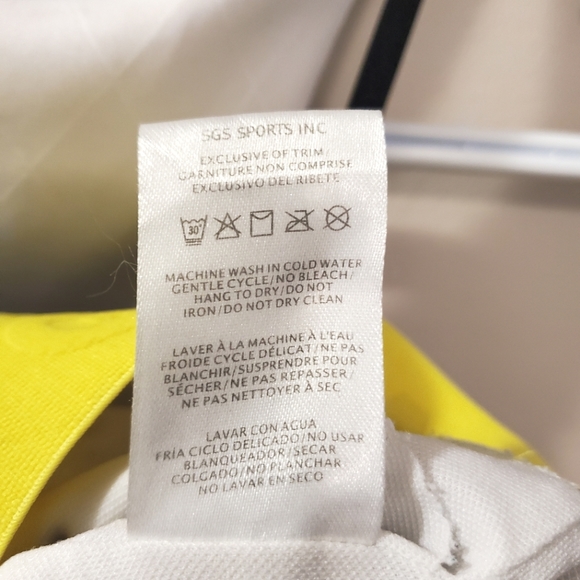 SGS SPORTS INC
EXCLUSIVE OF TRIM/
GARNITURE NON COMPRISE
EXCLUSIVO DEL RIBETE
30°
MACHINE WASH IN COLD WATER
GENTLE CYCLE/NO BLEACH/
HANG TO DRY/DO NOT
IRON/DO NOT DRY CLEAN
LAVER À LA MACHINE À L'EAU
FROIDE CYCLE DÉLICAT/NE PAS
BLANCHIR/SUSPENDRE POUR
SÉCHER/NE PAS REPASSER/
NE PAS NETTOYER À SEC
LAVAR CON AGUA
FRÍA CICLO DELICADO/NO USAR
BLANQUEADOR/SECAR
COLGADO/NO PLANCHAR
NO LAVAR EN SECO